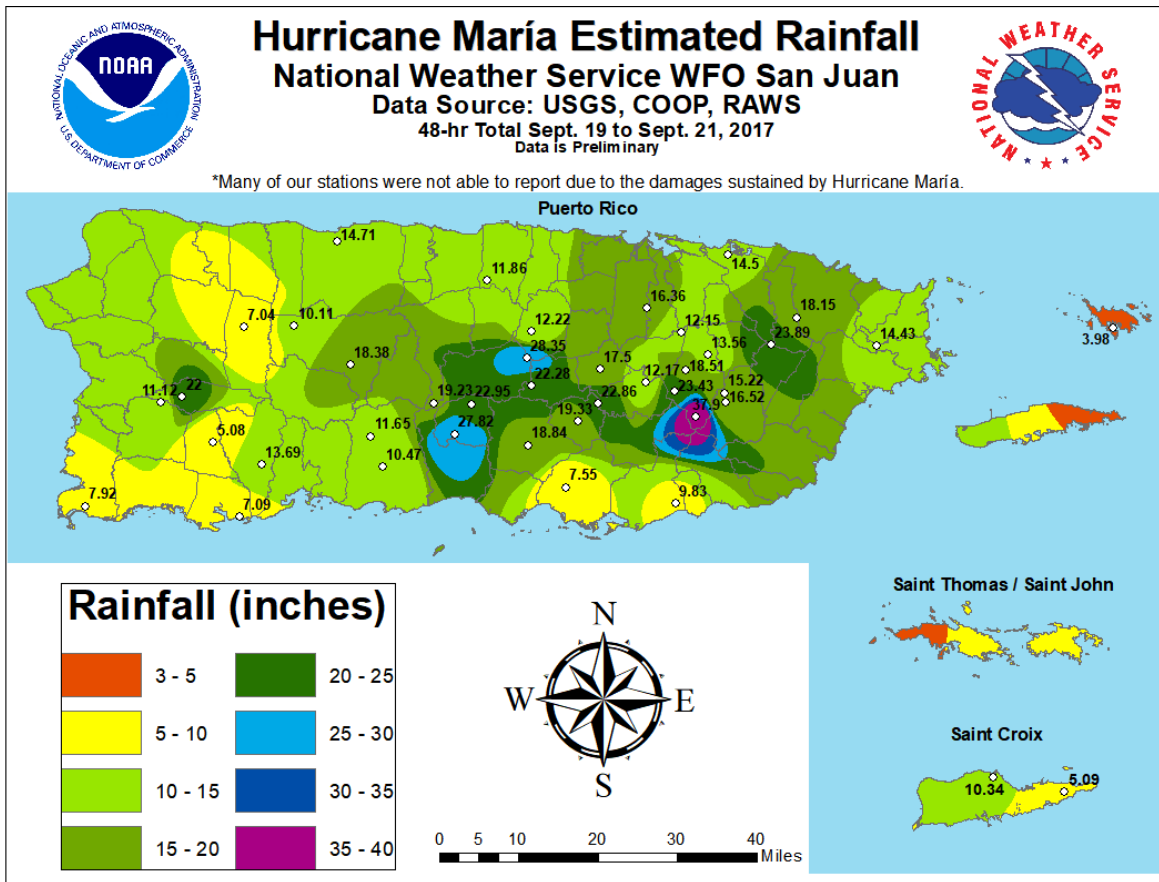 Hurricane María Estimated Rainfall
National Weather Service WFO San Juan
Data Source: USGS, COOP, RAWS
48-hr Total Sept. 19 to Sept. 21, 2017
Data is Preliminary
NATIONAL OCEANIC AND ATMOSPHERIC ADMINISTRATION
NOAA
U.S. DEPARTMENT OF COMMERCE
NATIONAL WEATHER SERVICE
*Many of our stations were not able to report due to the damages sustained by Hurricane María.
Puerto Rico
14.71
14.5
11.86
16.36
18.15
7.04
10.11
12.22
12.15
23.89
14.43
3.98
28.35
13.56
18.38
17.5
18.51
22.28
12.17
11.12
22
19.23
22.95
22.86
23.43
15.22
16.52
37.9
19.33
27.82
5.08
11.65
18.84
13.69
10.47
7.55
7.92
7.09
9.83
Rainfall (inches)
3 - 5
20 - 25
5 - 10
25 - 30
10 - 15
30 - 35
15 - 20
35 - 40
N
W
E
S
0 5 10 20 30 40
Miles
Saint Thomas / Saint John
Saint Croix
10.34
5.09